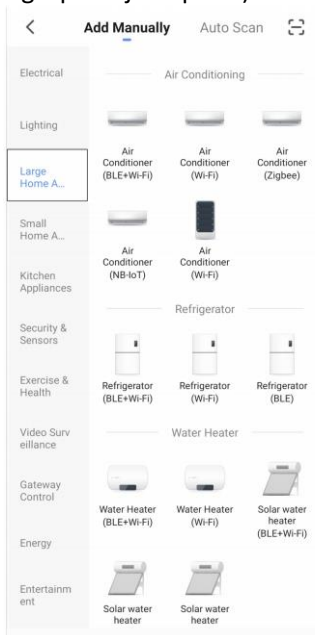 Add Manually Auto Scan
Electrical
Lighting
Large
Home A...
Small
Home A...
Kitchen
Appliances
Security &
Sensors
Exercise &
Health
Video Surv
eillance
Gateway
Control
Energy
Entertainm
ent
Air Conditioning
Air
Conditioner
(BLE+Wi-Fi)
Air
Conditioner
(Wi-Fi)
Air
Conditioner
(Zigbee)
Air
Conditioner
(NB-IoT)
Air
Conditioner
(Wi-Fi)
Refrigerator
Refrigerator
(BLE+Wi-Fi)
Refrigerator
(Wi-Fi)
Refrigerator
(BLE)
Water Heater
Water Heater
(BLE+Wi-Fi)
Water Heater
(Wi-Fi)
Solar water
heater
(BLE+Wi-Fi)
Solar water
heater
Solar water
heater